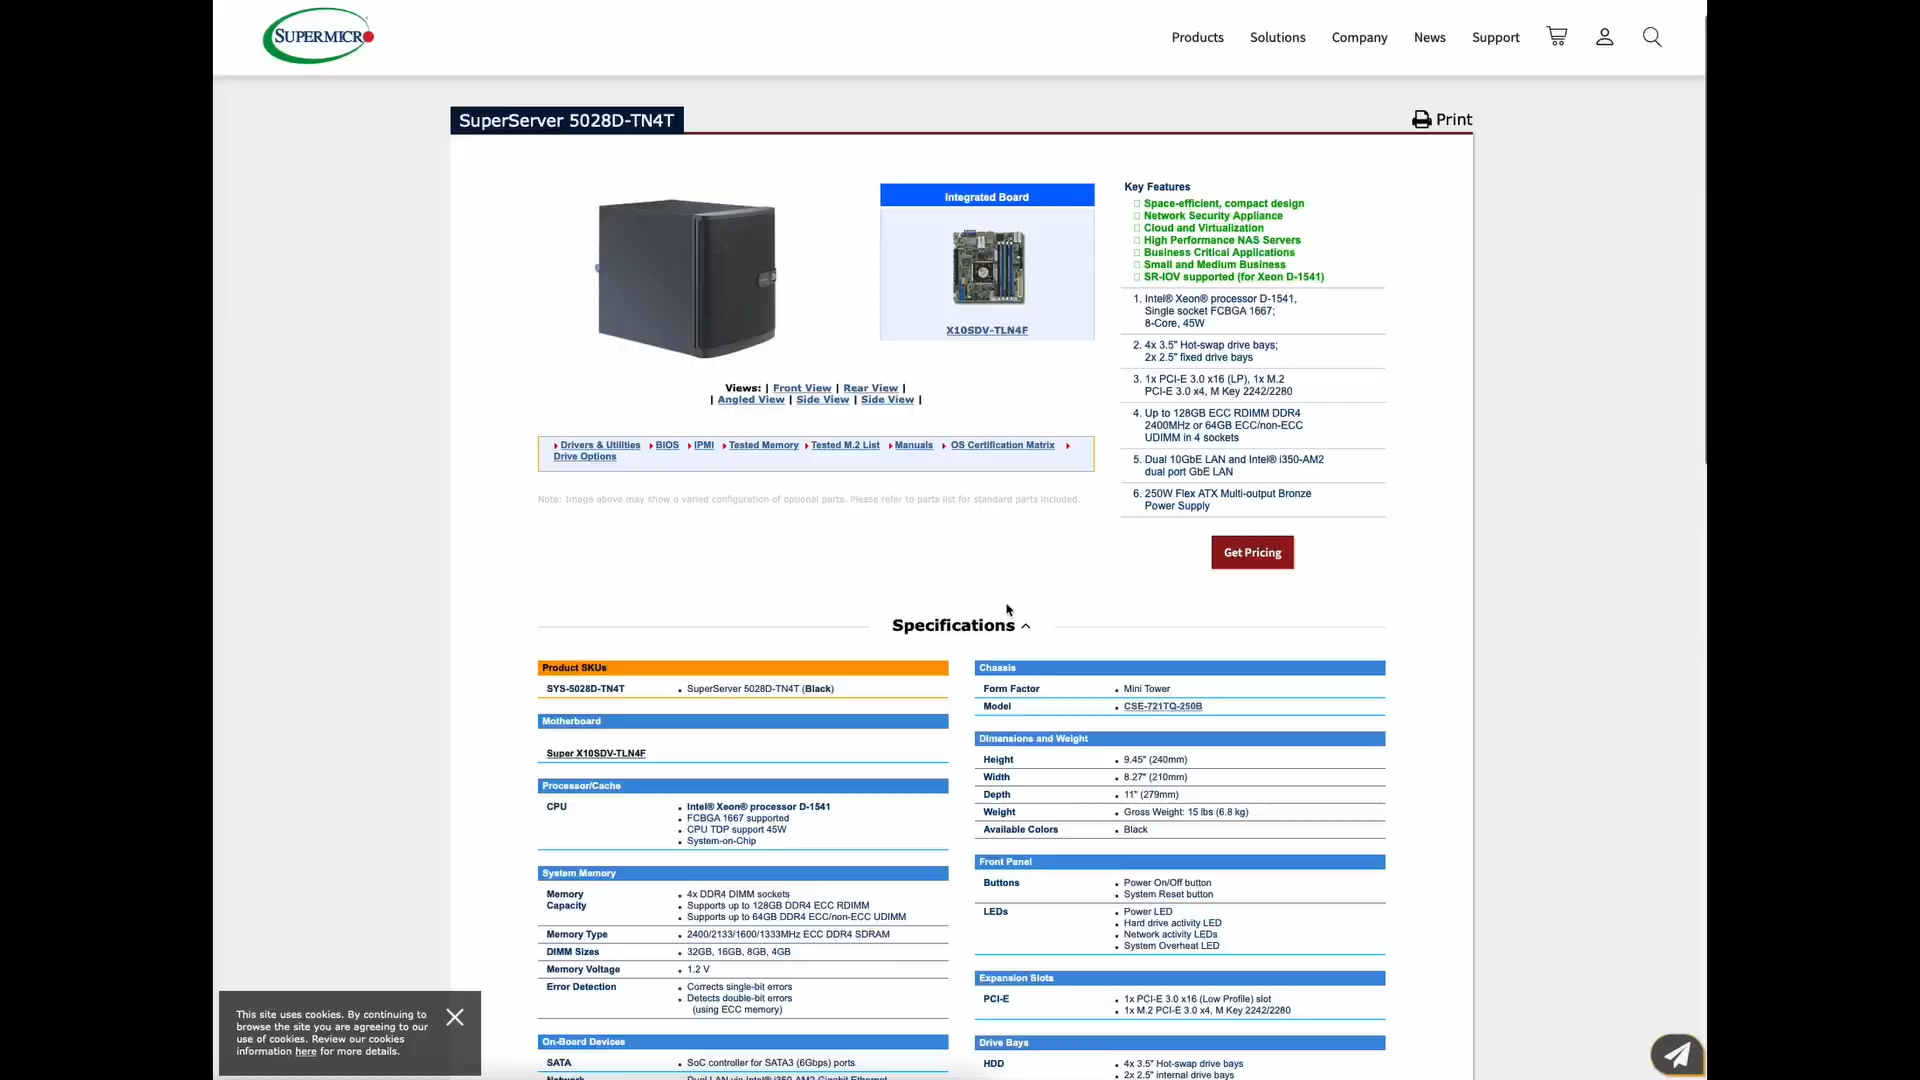 SUPERMICR
Products
Solutions
Company
News
Support
SuperServer 5028D-TN4T
Print
Integrated Board
X10SDV-TLN4F
Views: | Front View | Rear View |
| Angled View | Side View | Side View |
Drivers & Utilities BIOS IPMI Tested Memory Tested M.2 List Manuals OS Certification Matrix
Drive Options
Note: Image above may show a varied configuration of optional parts. Please refer to parts list for standard parts included.
Key Features
Space-efficient, compact design
Network Security Appliance
Cloud and Virtualization
High Performance NAS Servers
Business Critical Applications
Small and Medium Business
SR-IOV supported (for Xeon D-1541)
1. Intel® Xeon® processor D-1541,
Single socket FCBGA 1667;
8-Core, 45W
2. 4x 3.5" Hot-swap drive bays;
2x 2.5" fixed drive bays
3. 1x PCI-E 3.0 x16 (LP), 1x M.2
PCI-E 3.0 x4, M Key 2242/2280
4. Up to 128GB ECC RDIMM DDR4
2400MHz or 64GB ECC/non-ECC
UDIMM in 4 sockets
5. Dual 10GbE LAN and Intel® i350-AM2
dual port GbE LAN
6. 250W Flex ATX Multi-output Bronze
Power Supply
Get Pricing
Specifications
Product SKUs
SYS-5028D-TN4T • SuperServer 5028D-TN4T (Black)
Motherboard
Super X10SDV-TLN4F
Processor/Cache
CPU • Intel® Xeon® processor D-1541
• FCBGA 1667 supported
• CPU TDP support 45W
• System-on-Chip
System Memory
Memory • 4x DDR4 DIMM sockets
Capacity • Supports up to 128GB DDR4 ECC RDIMM
• Supports up to 64GB DDR4 ECC/non-ECC UDIMM
Memory Type • 2400/2133/1600/1333MHz ECC DDR4 SDRAM
DIMM Sizes • 32GB, 16GB, 8GB, 4GB
Memory Voltage • 1.2 V
Error Detection • Corrects single-bit errors
• Detects double-bit errors
(using ECC memory)
On-Board Devices
SATA • SoC controller for SATA3 (6Gbps) ports
Network • Dual LAN via Intel® i350-AM2 Gigabit Ethernet
Chassis
Form Factor • Mini Tower
Model • CSE-721TQ-250B
Dimensions and Weight
Height • 9.45" (240mm)
Width • 8.27" (210mm)
Depth • 11" (279mm)
Weight • Gross Weight: 15 lbs (6.8 kg)
Available Colors • Black
Front Panel
Buttons • Power On/Off button
• System Reset button
LEDs • Power LED
• Hard drive activity LED
• Network activity LEDs
• System Overheat LED
Expansion Slots
PCI-E • 1x PCI-E 3.0 x16 (Low Profile) slot
• 1x M.2 PCI-E 3.0 x4, M Key 2242/2280
Drive Bays
HDD • 4x 3.5" Hot-swap drive bays
• 2x 2.5" internal drive bays
This site uses cookies. By continuing to
browse the site you are agreeing to our
use of cookies. Review our cookies
information here for more details.